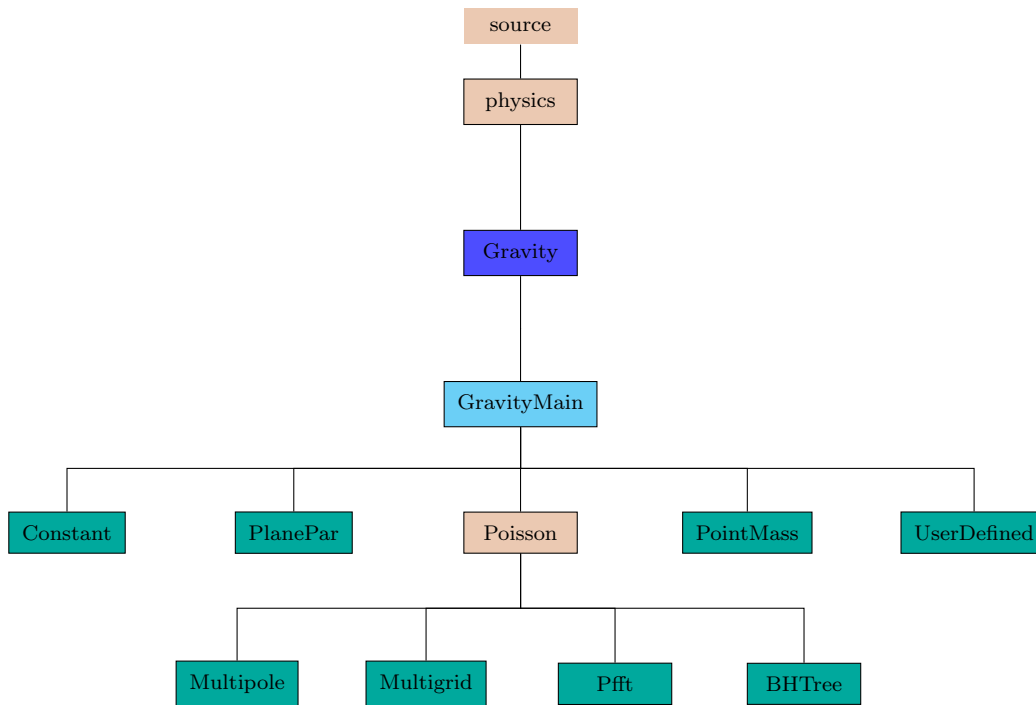 source
physics
Gravity
GravityMain
Constant
PlanePar
Poisson
PointMass
UserDefined
Multipole
Multigrid
Pfft
BHTree